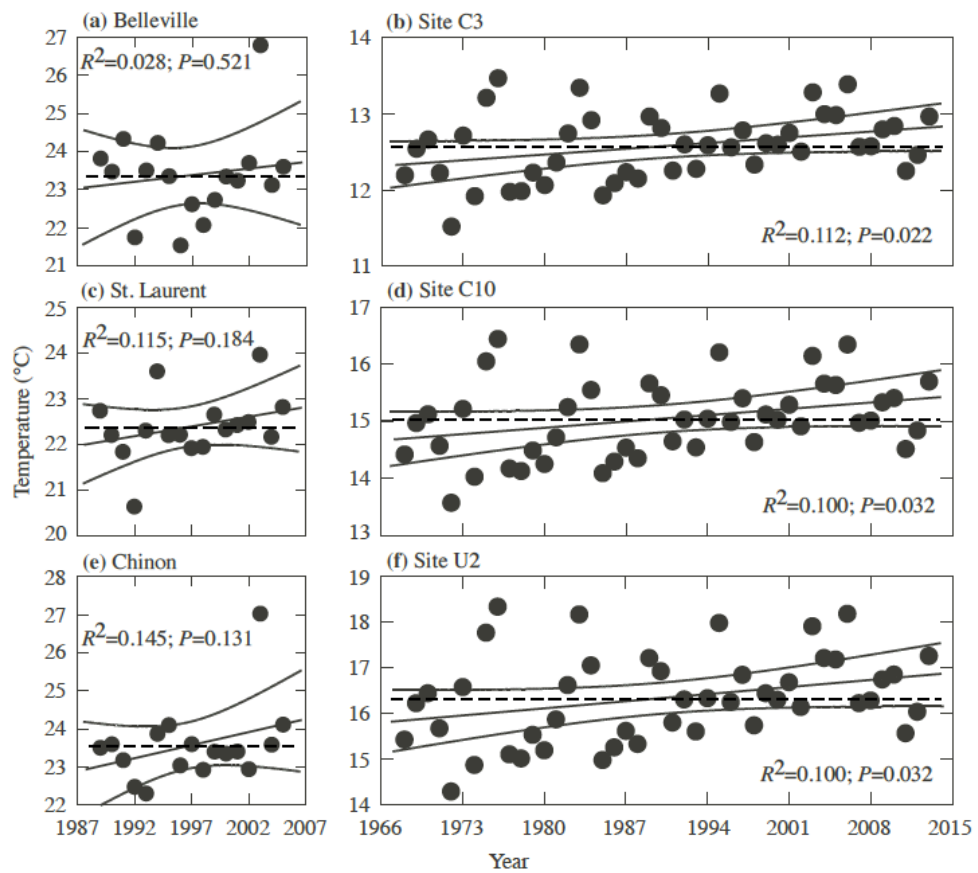 (a) Belleville
27
26
25
24
23
22
21
R²=0.028; P=0.521
(b) Site C3
14
13
12
11
R²=0.112; P=0.022
(c) St. Laurent
25
24
23
22
21
20
R²=0.115; P=0.184
(d) Site C10
17
16
15
14
13
R²=0.100; P=0.032
Temperature (°C)
(e) Chinon
28
27
26
25
24
23
22
R²=0.145; P=0.131
1987 1992 1997 2002 2007
(f) Site U2
19
18
17
16
15
14
R²=0.100; P=0.032
1966 1973 1980 1987 1994 2001 2008 2015
Year